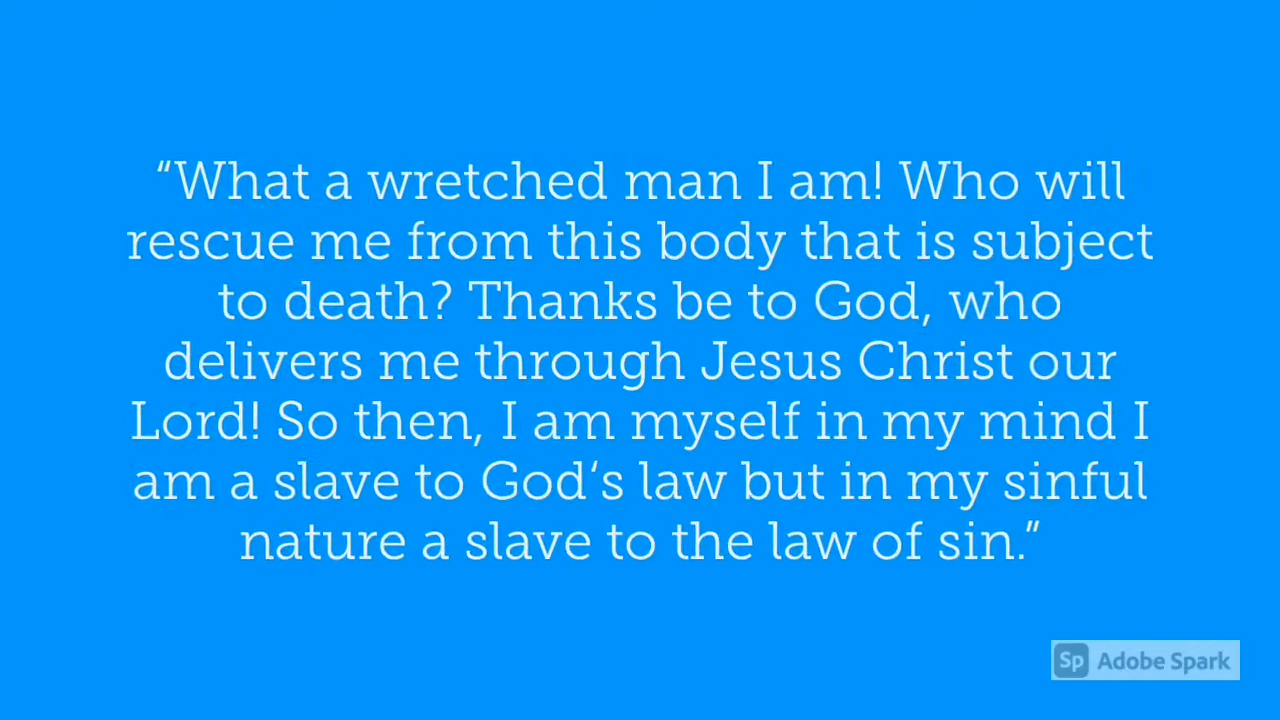 “What a wretched man I am! Who will
rescue me from this body that is subject
to death? Thanks be to God, who
delivers me through Jesus Christ our
Lord! So then, I am myself in my mind I
am a slave to God‘s law but in my sinful
nature a slave to the law of sin.”
Sp Adobe Spark